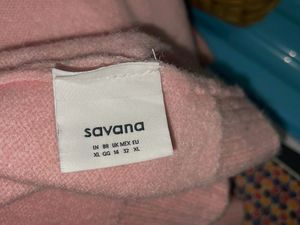 savana
IN BR UK MEX EU
XL GG 14 32 XL